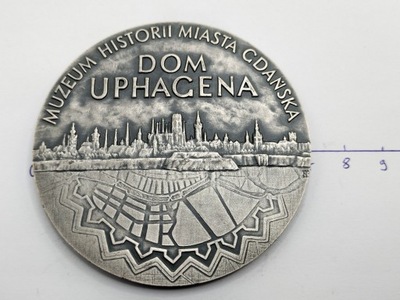 MUZEUM HISTORII MIASTA GDAŃSKA
DOM
UPHAGENA
8 9